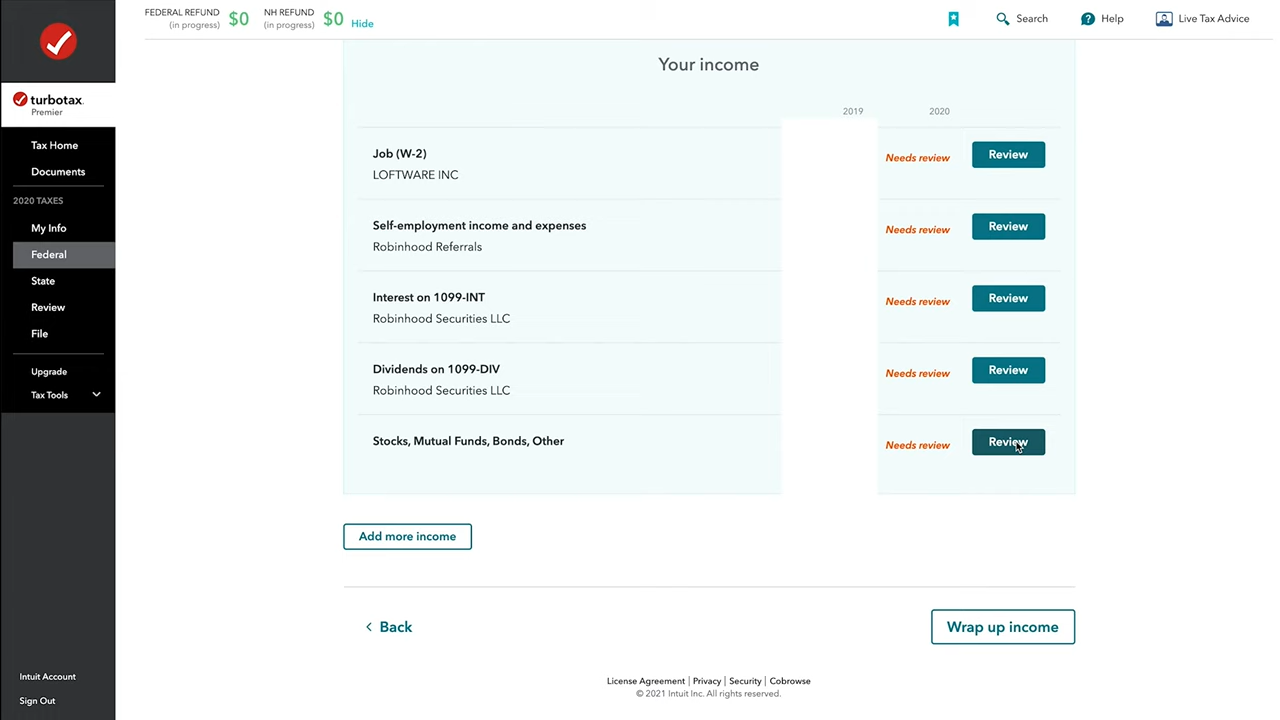 FEDERAL REFUND
(in progress)
$0
NH REFUND
(in progress)
$0
Hide
Search
Help
Live Tax Advice
turbotax
Premier
Tax Home
Documents
2020 TAXES
My Info
Federal
State
Review
File
Upgrade
Tax Tools
Intuit Account
Sign Out
Your income
2019 2020
Job (W-2)
LOFTWARE INC
Needs review
Review
Self-employment income and expenses
Robinhood Referrals
Needs review
Review
Interest on 1099-INT
Robinhood Securities LLC
Needs review
Review
Dividends on 1099-DIV
Robinhood Securities LLC
Needs review
Review
Stocks, Mutual Funds, Bonds, Other
Needs review
Review
Add more income
Back
Wrap up income
License Agreement | Privacy | Security | Cobrowse
© 2021 Intuit Inc. All rights reserved.